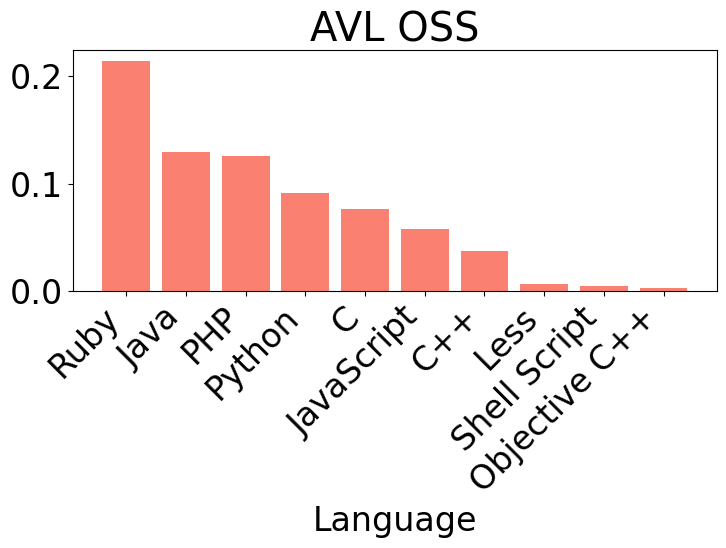 AVL OSS
0.2
0.1
0.0
Ruby
Java
PHP
Python
C
JavaScript
C++
Less
Shell Script
Objective C++
Language